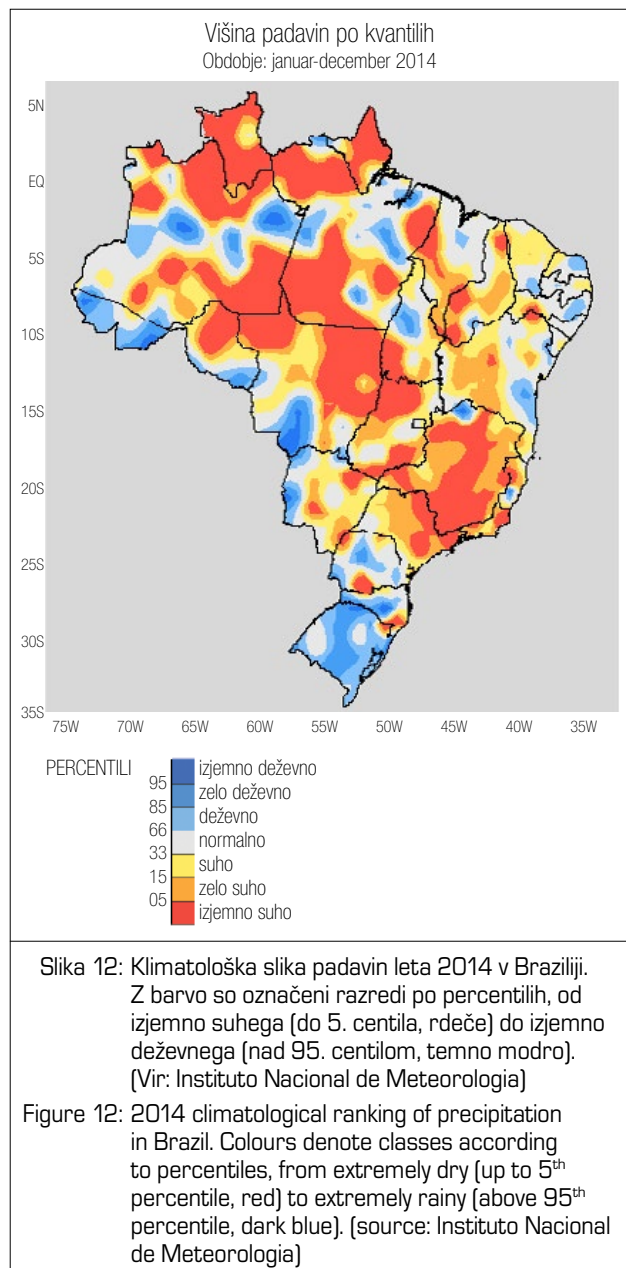 Višina padavin po kvantilih
Obdobje: januar-december 2014
5N
EQ
5S
10S
15S
20S
25S
30S
35S
75W 70W 65W 60W 55W 50W 45W 40W 35W
PERCENTILI
izjemno deževno
95
zelo deževno
85
deževno
66
normalno
33
suho
15
zelo suho
05
izjemno suho
Slika 12: Klimatološka slika padavin leta 2014 v Braziliji.
Z barvo so označeni razredi po percentilih, od
izjemno suhega (do 5. centila, rdeče) do izjemno
deževnega (nad 95. centilom, temno modro).
(Vir: Instituto Nacional de Meteorologia)
Figure 12: 2014 climatological ranking of precipitation
in Brazil. Colours denote classes according
to percentiles, from extremely dry (up to 5th
percentile, red) to extremely rainy (above 95th
percentile, dark blue). (source: Instituto Nacional
de Meteorologia)